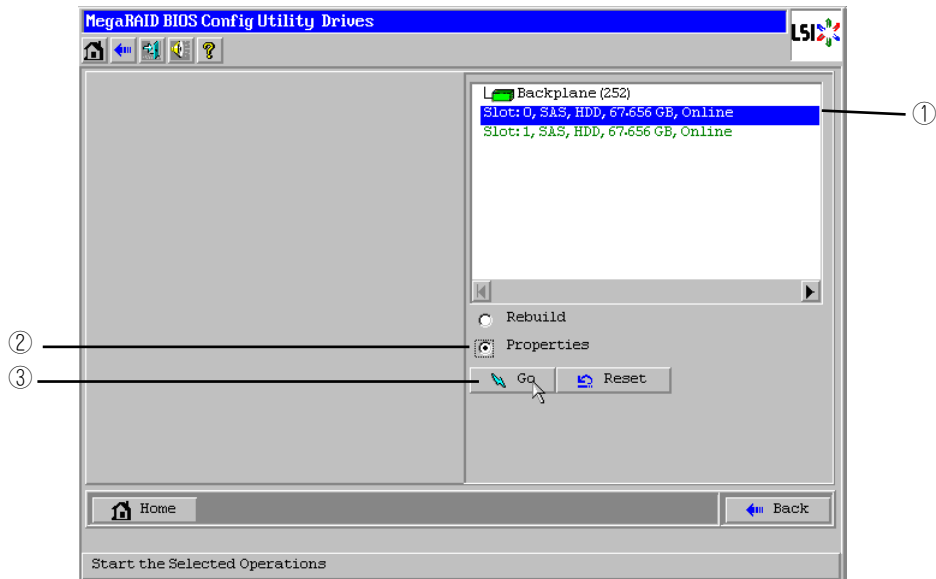 MegaRAID BIOS Config Utility Drives
LSI
?
Backplane (252)
Slot: 0, SAS, HDD, 67.656 GB, Online
Slot: 1, SAS, HDD, 67.656 GB, Online
①
Rebuild
② Properties
③ Go Reset
Home Back
Start the Selected Operations